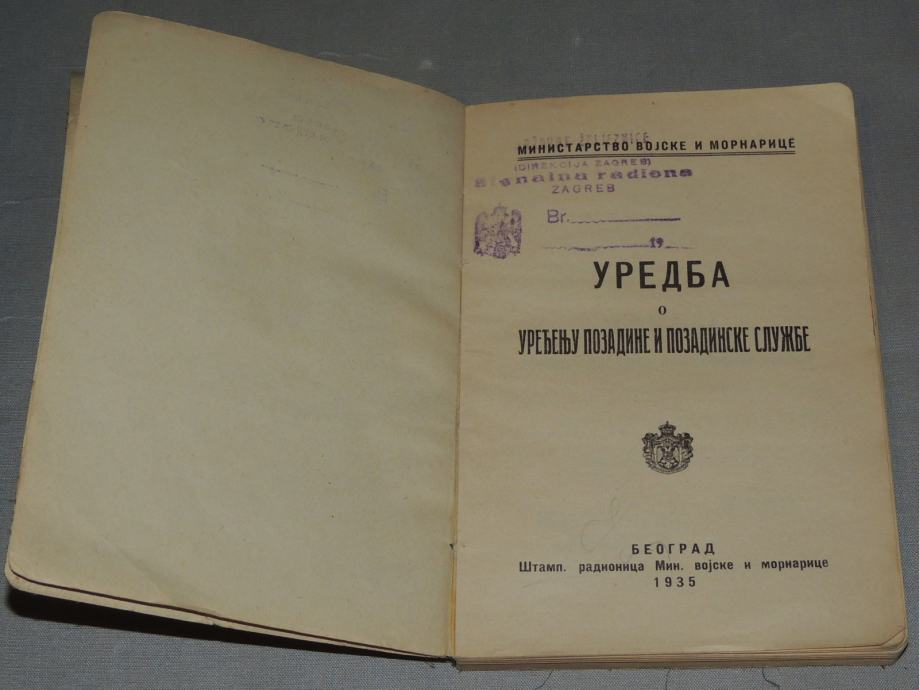 ŽELJEZNICE
МИНИСТАРСТВО ВОЈСКЕ И МОРНАРИЦЕ
(DIREKCIJA ZAGREB)
Signalna radiona
ZAGREB
Br.
19
УРЕДБА
о
УРЕЂЕЊУ ПОЗАДИНЕ И ПОЗАДИНСКЕ СЛУЖБЕ
БЕОГРАД
Штамп. радионица Мин. војске и морнарице
1935